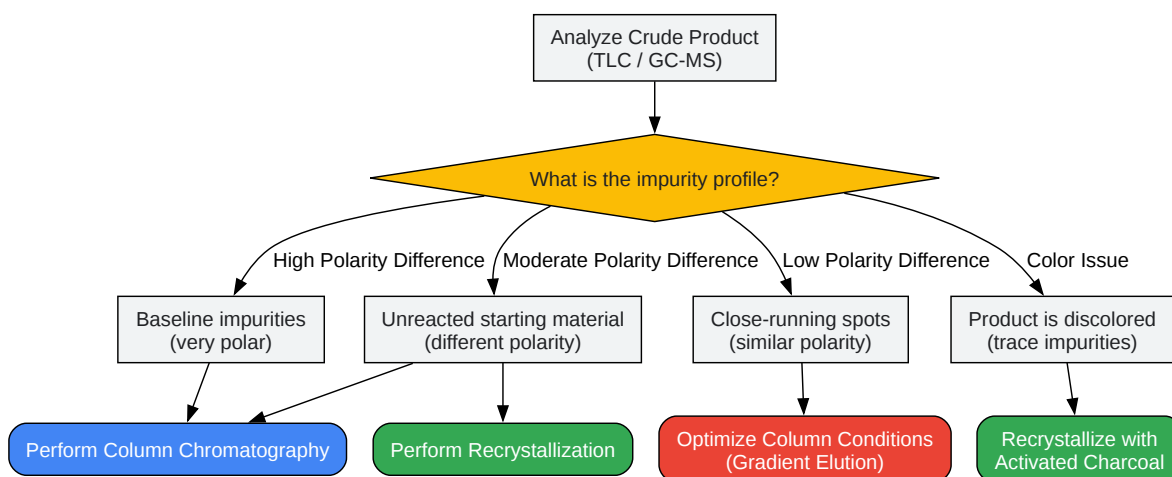 Analyze Crude Product
(TLC / GC-MS)
What is the impurity profile?
High Polarity Difference
Moderate Polarity Difference
Low Polarity Difference
Color Issue
Baseline impurities
(very polar)
Unreacted starting material
(different polarity)
Close-running spots
(similar polarity)
Product is discolored
(trace impurities)
Perform Column Chromatography
Perform Recrystallization
Optimize Column Conditions
(Gradient Elution)
Recrystallize with
Activated Charcoal